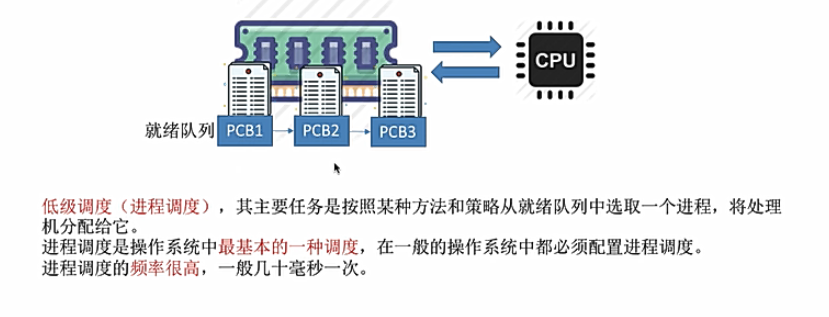 CPU
就绪队列 PCB1 PCB2 PCB3
低级调度（进程调度），其主要任务是按照某种方法和策略从就绪队列中选取一个进程，将处理
机分配给它。
进程调度是操作系统中最基本的一种调度，在一般的操作系统中都必须配置进程调度。
进程调度的频率很高，一般几十毫秒一次。